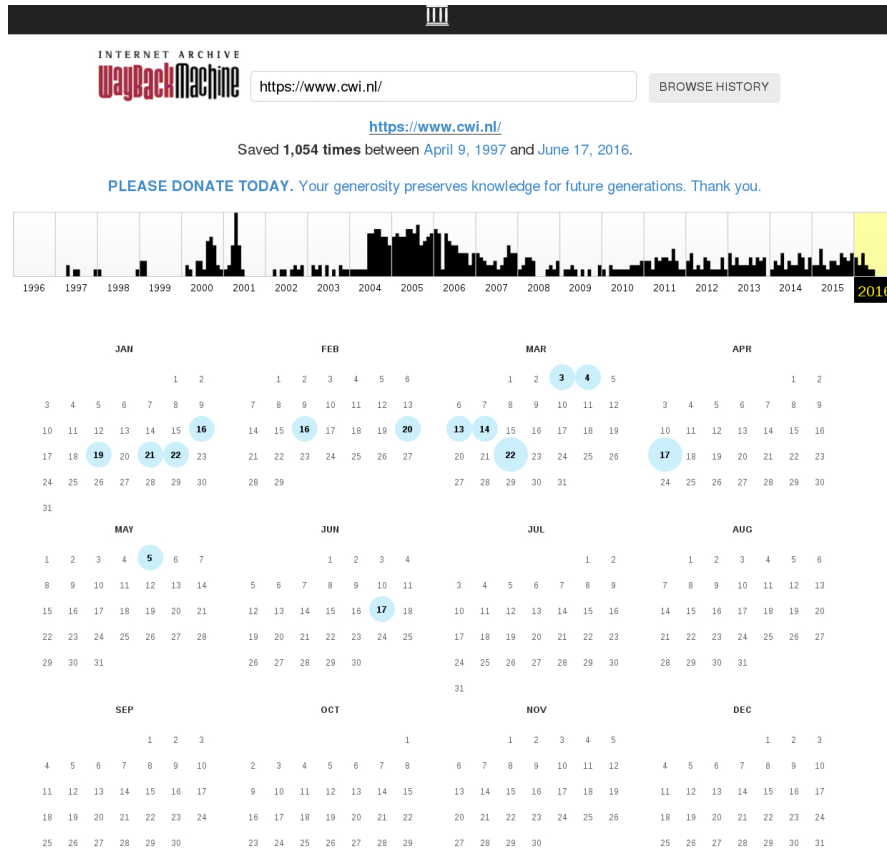 INTERNET ARCHIVE
WayBackMachine
https://www.cwi.nl/
BROWSE HISTORY
https://www.cwi.nl/
Saved 1,054 times between April 9, 1997 and June 17, 2016.
PLEASE DONATE TODAY. Your generosity preserves knowledge for future generations. Thank you.
1996 1997 1998 1999 2000 2001 2002 2003 2004 2005 2006 2007 2008 2009 2010 2011 2012 2013 2014 2015 2016
JAN FEB MAR APR
1 2 1 2 3 4 5 6 1 2 3 4 5 1 2
3 4 5 6 7 8 9 7 8 9 10 11 12 13 6 7 8 9 10 11 12 3 4 5 6 7 8 9
10 11 12 13 14 15 16 14 15 16 17 18 19 20 13 14 15 16 17 18 19 10 11 12 13 14 15 16
17 18 19 20 21 22 23 21 22 23 24 25 26 27 20 21 22 23 24 25 26 17 18 19 20 21 22 23
24 25 26 27 28 29 30 28 29 27 28 29 30 31 24 25 26 27 28 29 30
31
MAY JUN JUL AUG
1 2 3 4 5 6 7 1 2 3 4 1 2 1 2 3 4 5 6
8 9 10 11 12 13 14 5 6 7 8 9 10 11 3 4 5 6 7 8 9 7 8 9 10 11 12 13
15 16 17 18 19 20 21 12 13 14 15 16 17 18 10 11 12 13 14 15 16 14 15 16 17 18 19 20
22 23 24 25 26 27 28 19 20 21 22 23 24 25 17 18 19 20 21 22 23 21 22 23 24 25 26 27
29 30 31 26 27 28 29 30 24 25 26 27 28 29 30 28 29 30 31
31
SEP OCT NOV DEC
1 2 3 1 1 2 3 4 5 1 2 3
4 5 6 7 8 9 10 2 3 4 5 6 7 8 6 7 8 9 10 11 12 4 5 6 7 8 9 10
11 12 13 14 15 16 17 9 10 11 12 13 14 15 13 14 15 16 17 18 19 11 12 13 14 15 16 17
18 19 20 21 22 23 24 16 17 18 19 20 21 22 20 21 22 23 24 25 26 18 19 20 21 22 23 24
25 26 27 28 29 30 23 24 25 26 27 28 29 27 28 29 30 25 26 27 28 29 30 31